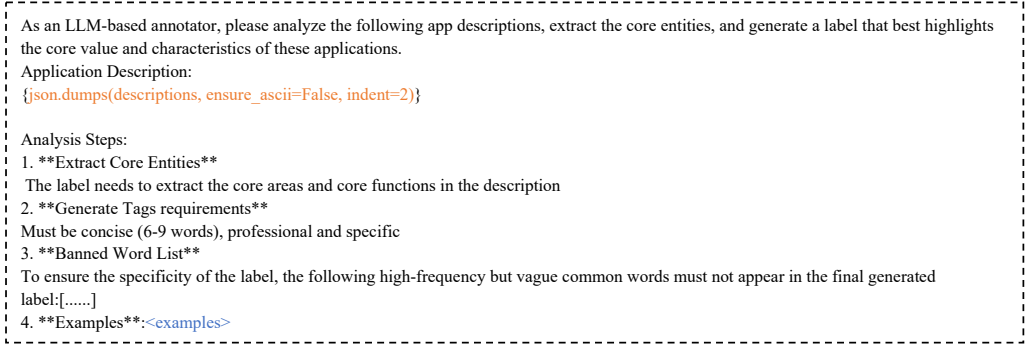 As an LLM-based annotator, please analyze the following app descriptions, extract the core entities, and generate a label that best highlights
the core value and characteristics of these applications.
Application Description:
{json.dumps(descriptions, ensure_ascii=False, indent=2)}
Analysis Steps:
1. **Extract Core Entities**
The label needs to extract the core areas and core functions in the description
2. **Generate Tags requirements**
Must be concise (6-9 words), professional and specific
3. **Banned Word List**
To ensure the specificity of the label, the following high-frequency but vague common words must not appear in the final generated
label:[......]
4. **Examples**:<examples>